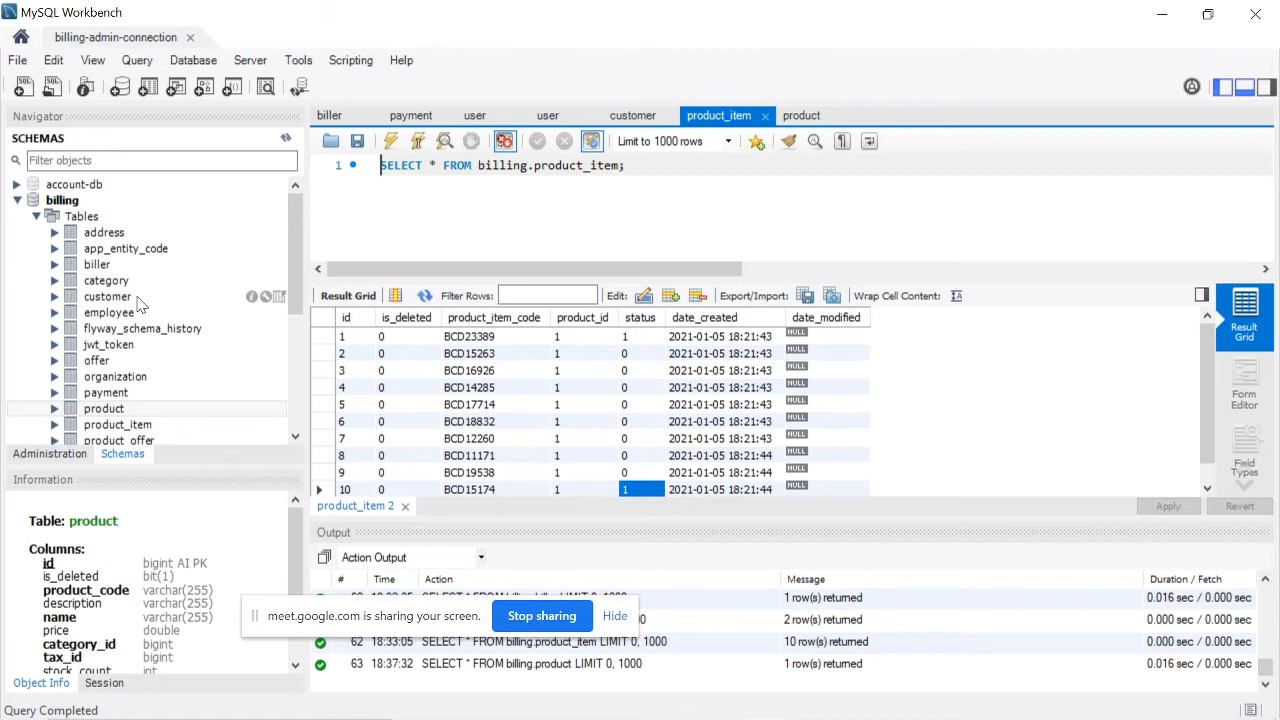 MySQL Workbench
billing-admin-connection
File Edit View Query Database Server Tools Scripting Help
Navigator
SCHEMAS
Filter objects
account-db
billing
Tables
address
app_entity_code
biller
category
customer
employee
flyway_schema_history
jwt_token
offer
organization
payment
product
product_item
product_offer
Administration Schemas
Information
Table: product
Columns:
id bigint AI PK
is_deleted bit(1)
product_code varchar(255)
description varchar(255)
name varchar(255)
price double
category_id bigint
tax_id bigint
stock_count int
Object Info Session
Query Completed
biller payment user user customer product_item product
Limit to 1000 rows
1 SELECT * FROM billing.product_item;
Result Grid Filter Rows: Edit: Export/Import: Wrap Cell Content:
id is_deleted product_item_code product_id status date_created date_modified
1 0 BCD23389 1 1 2021-01-05 18:21:43 NULL
2 0 BCD15263 1 0 2021-01-05 18:21:43 NULL
3 0 BCD16926 1 0 2021-01-05 18:21:43 NULL
4 0 BCD14285 1 0 2021-01-05 18:21:43 NULL
5 0 BCD17714 1 0 2021-01-05 18:21:43 NULL
6 0 BCD18832 1 0 2021-01-05 18:21:43 NULL
7 0 BCD12260 1 0 2021-01-05 18:21:43 NULL
8 0 BCD11171 1 0 2021-01-05 18:21:44 NULL
9 0 BCD19538 1 0 2021-01-05 18:21:44 NULL
10 0 BCD15174 1 1 2021-01-05 18:21:44 NULL
Result
Grid
Form
Editor
Field
Types
product_item 2
Apply Revert
Output
Action Output
# Time Action Message Duration / Fetch
1 row(s) returned 0.016 sec / 0.000 sec
2 row(s) returned 0.000 sec / 0.000 sec
62 18:33:05 SELECT * FROM billing.product_item LIMIT 0, 1000 10 row(s) returned 0.000 sec / 0.000 sec
63 18:37:32 SELECT * FROM billing.product LIMIT 0, 1000 1 row(s) returned 0.016 sec / 0.000 sec
meet.google.com is sharing your screen. Stop sharing Hide